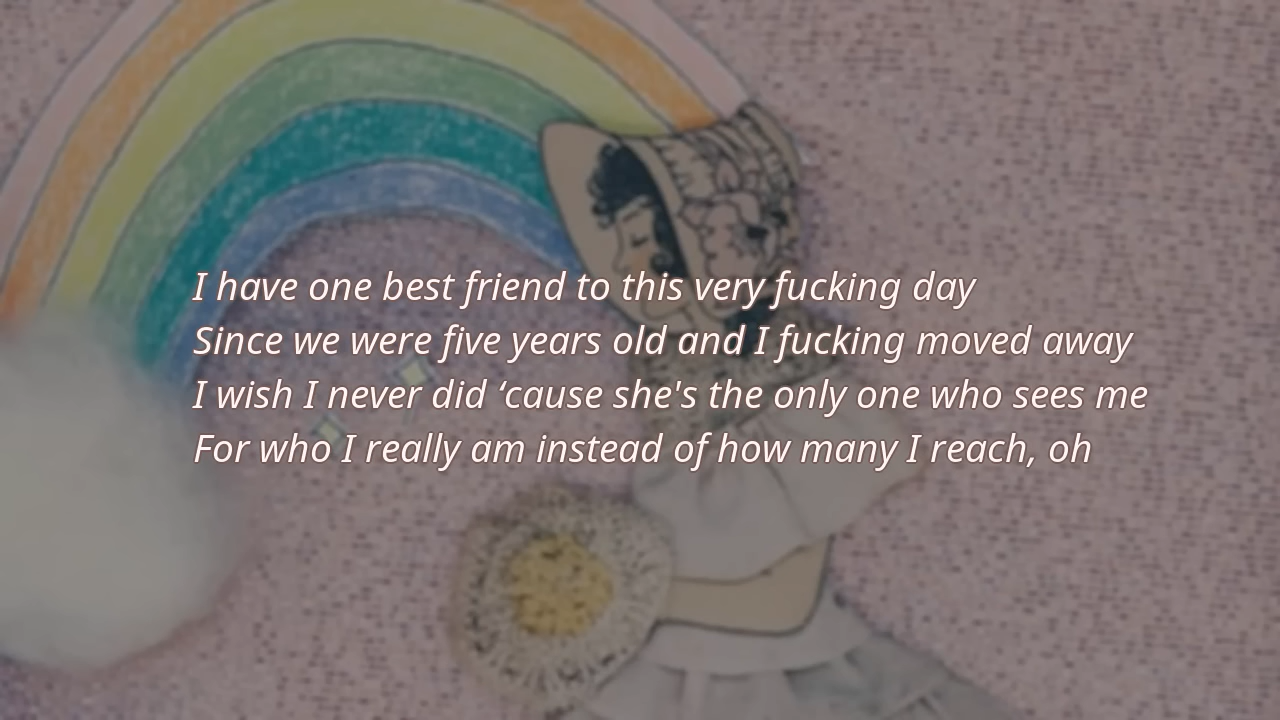 I have one best friend to this very fucking day
Since we were five years old and I fucking moved away
I wish I never did ‘cause she's the only one who sees me
For who I really am instead of how many I reach, oh